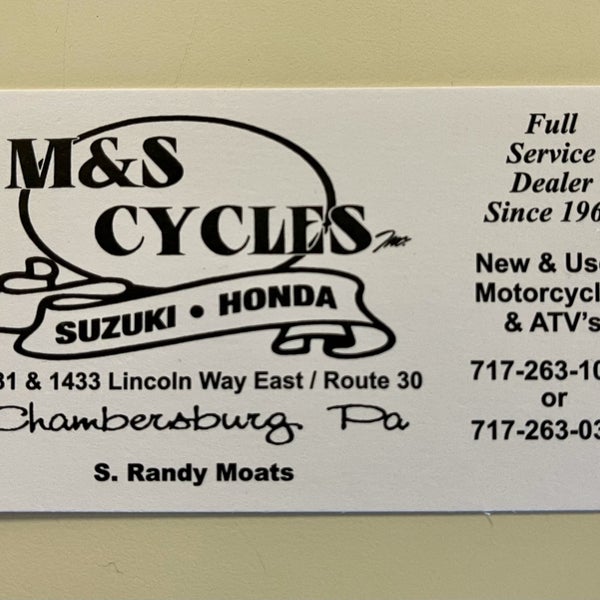 M&S
CYCLES Inc.
SUZUKI • HONDA
31 & 1433 Lincoln Way East / Route 30
Chambersburg Pa
S. Randy Moats
Full
Service
Dealer
Since 196
New & Use
Motorcycl
& ATV's
717-263-10
or
717-263-03